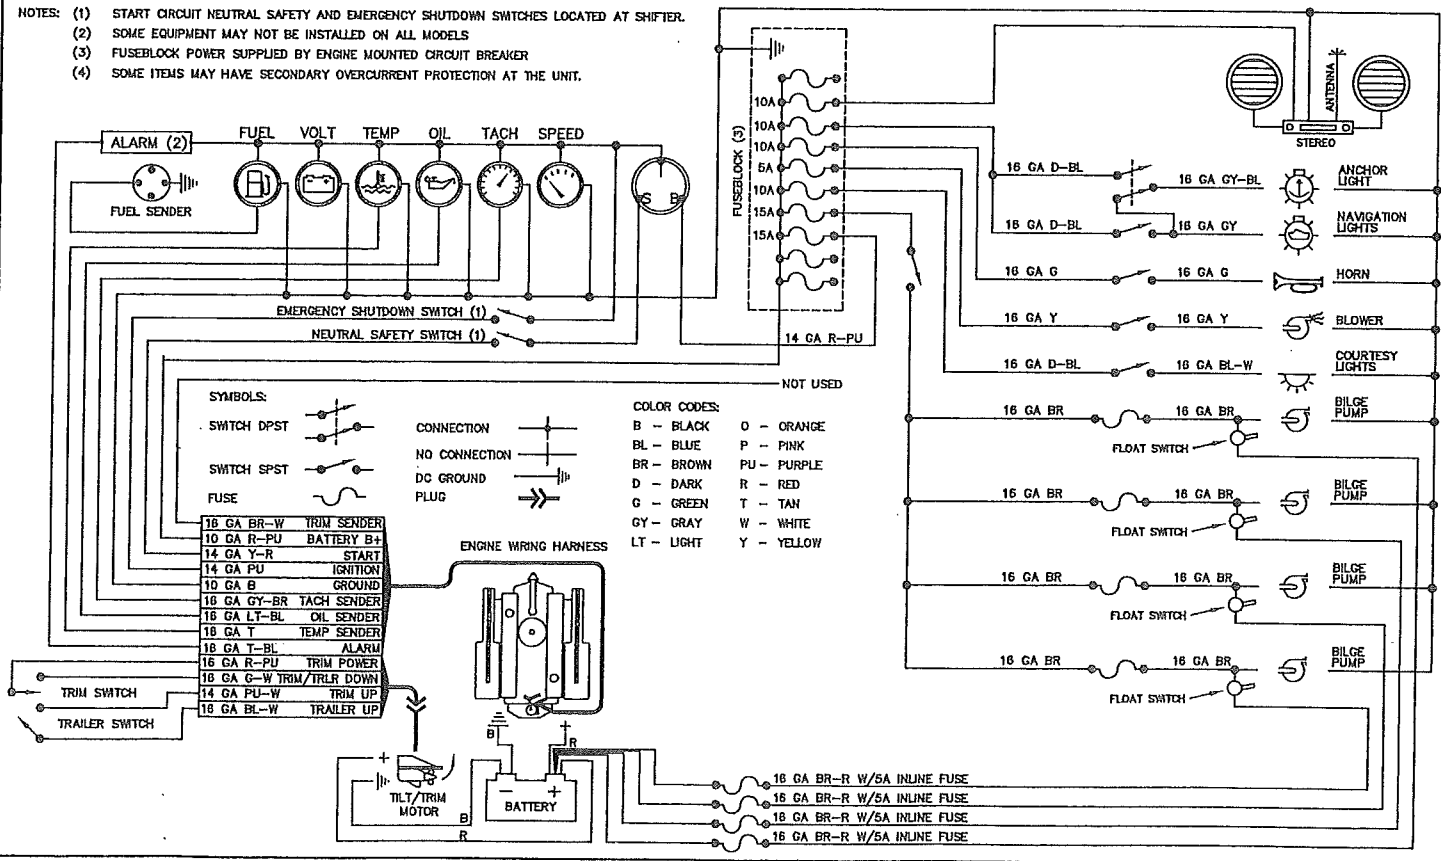 NOTES: (1) START CIRCUIT NEUTRAL SAFETY AND EMERGENCY SHUTDOWN SWITCHES LOCATED AT SHIFTER.
(2) SOME EQUIPMENT MAY NOT BE INSTALLED ON ALL MODELS
(3) FUSEBLOCK POWER SUPPLIED BY ENGINE MOUNTED CIRCUIT BREAKER
(4) SOME ITEMS MAY HAVE SECONDARY OVERCURRENT PROTECTION AT THE UNIT.
ALARM (2)
FUEL VOLT TEMP OIL TACH SPEED
FUEL SENDER
S B
FUSEBLOCK (3)
10A
10A
10A
5A
10A
15A
15A
14 GA R-PU
ANTENNA
STEREO
16 GA D-BL
16 GA GY-BL
ANCHOR
LIGHT
16 GA D-BL
16 GA GY
NAVIGATION
LIGHTS
16 GA G
16 GA G
HORN
16 GA Y
16 GA Y
BLOWER
16 GA D-BL
16 GA BL-W
COURTESY
LIGHTS
16 GA BR
16 GA BR
BILGE
PUMP
FLOAT SWITCH
16 GA BR
16 GA BR
BILGE
PUMP
FLOAT SWITCH
16 GA BR
16 GA BR
BILGE
PUMP
FLOAT SWITCH
16 GA BR
16 GA BR
BILGE
PUMP
FLOAT SWITCH
EMERGENCY SHUTDOWN SWITCH (1)
NEUTRAL SAFETY SWITCH (1)
NOT USED
SYMBOLS:
SWITCH DPST
SWITCH SPST
FUSE
CONNECTION
NO CONNECTION
DC GROUND
PLUG
COLOR CODES:
B - BLACK O - ORANGE
BL - BLUE P - PINK
BR - BROWN PU - PURPLE
D - DARK R - RED
G - GREEN T - TAN
GY - GRAY W - WHITE
LT - LIGHT Y - YELLOW
16 GA BR-W TRIM SENDER
10 GA R-PU BATTERY B+
14 GA Y-R START
14 GA PU IGNITION
10 GA B GROUND
16 GA GY-BR TACH SENDER
16 GA LT-BL OIL SENDER
16 GA T TEMP SENDER
16 GA T-BL ALARM
16 GA R-PU TRIM POWER
16 GA G-W TRIM/TRLR DOWN
14 GA PU-W TRIM UP
16 GA BL-W TRAILER UP
TRIM SWITCH
TRAILER SWITCH
ENGINE WIRING HARNESS
B
+
R
+
TILT/TRIM
MOTOR
B
R
- +
BATTERY
16 GA BR-R W/5A INLINE FUSE
16 GA BR-R W/5A INLINE FUSE
16 GA BR-R W/5A INLINE FUSE
16 GA BR-R W/5A INLINE FUSE